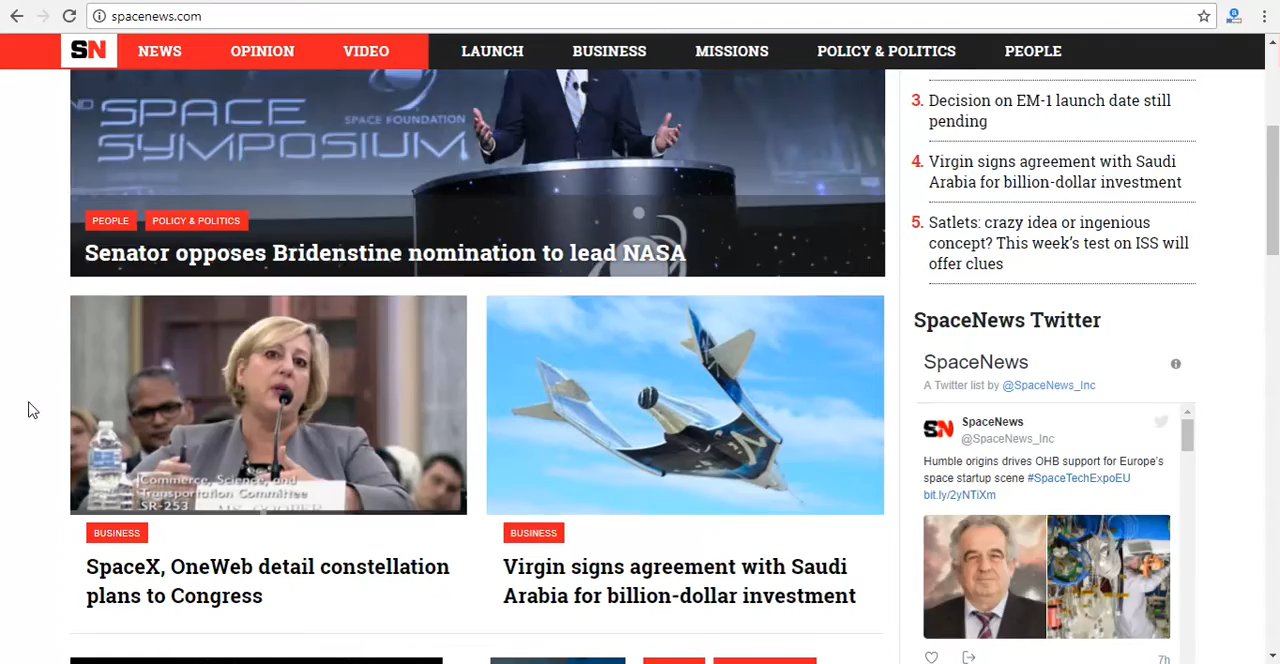 spacenews.com
SN NEWS OPINION VIDEO LAUNCH BUSINESS MISSIONS POLICY & POLITICS PEOPLE
ND SPACE
SYMPOSIUM
SPACE FOUNDATION
PEOPLE POLICY & POLITICS
Senator opposes Bridenstine nomination to lead NASA
Commerce, Science, and
Transportation Committee
SR-253
BUSINESS
SpaceX, OneWeb detail constellation
plans to Congress
BUSINESS
Virgin signs agreement with Saudi
Arabia for billion-dollar investment
3. Decision on EM-1 launch date still
pending
4. Virgin signs agreement with Saudi
Arabia for billion-dollar investment
5. Satlets: crazy idea or ingenious
concept? This week’s test on ISS will
offer clues
SpaceNews Twitter
SpaceNews
A Twitter list by @SpaceNews_Inc
SN SpaceNews
@SpaceNews_Inc
Humble origins drives OHB support for Europe's
space startup scene #SpaceTechExpoEU
bit.ly/2yNTiXm
7h